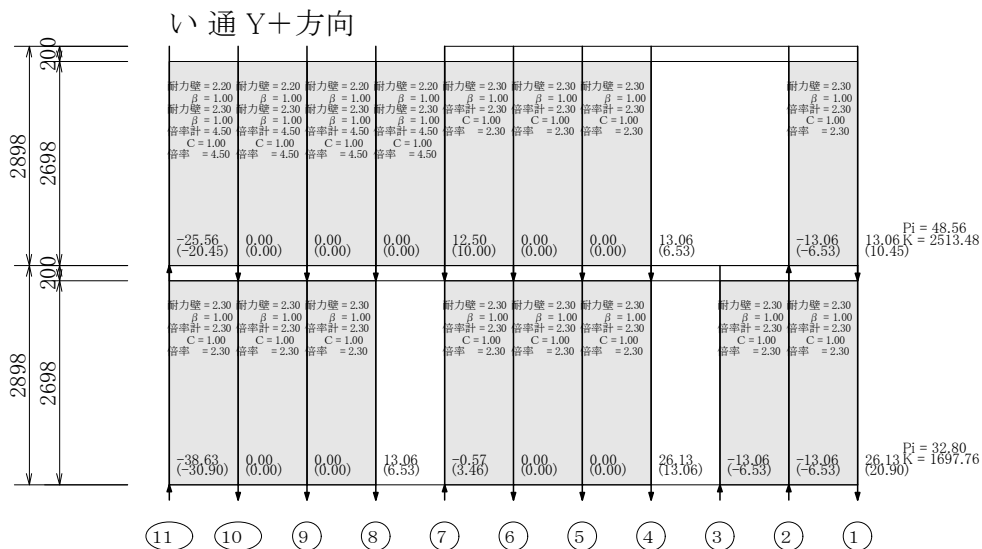 い 通 Y＋方向
耐力壁 = 2.20 耐力壁 = 2.20 耐力壁 = 2.20 耐力壁 = 2.20 耐力壁 = 2.30 耐力壁 = 2.30 耐力壁 = 2.30 耐力壁 = 2.30
β = 1.00 β = 1.00 β = 1.00 β = 1.00 β = 1.00 β = 1.00 β = 1.00 β = 1.00
耐力壁 = 2.30 耐力壁 = 2.30 耐力壁 = 2.30 耐力壁 = 2.30 倍率計 = 2.30 倍率計 = 2.30 倍率計 = 2.30 倍率計 = 2.30
β = 1.00 β = 1.00 β = 1.00 β = 1.00 C = 1.00 C = 1.00 C = 1.00 C = 1.00
倍率計 = 4.50 倍率計 = 4.50 倍率計 = 4.50 倍率計 = 4.50 倍率 = 2.30 倍率 = 2.30 倍率 = 2.30 倍率 = 2.30
C = 1.00 C = 1.00 C = 1.00 C = 1.00
倍率 = 4.50 倍率 = 4.50 倍率 = 4.50 倍率 = 4.50
200
2898
2698
Pi = 48.56
-25.56 0.00 0.00 0.00 12.50 0.00 0.00 13.06 -13.06 13.06 K = 2513.48
(-20.45) (0.00) (0.00) (0.00) (10.00) (0.00) (0.00) (6.53) (-6.53) (10.45)
200
2898
2698
耐力壁 = 2.30 耐力壁 = 2.30 耐力壁 = 2.30 耐力壁 = 2.30 耐力壁 = 2.30 耐力壁 = 2.30 耐力壁 = 2.30 耐力壁 = 2.30
β = 1.00 β = 1.00 β = 1.00 β = 1.00 β = 1.00 β = 1.00 β = 1.00 β = 1.00
倍率計 = 2.30 倍率計 = 2.30 倍率計 = 2.30 倍率計 = 2.30 倍率計 = 2.30 倍率計 = 2.30 倍率計 = 2.30 倍率計 = 2.30
C = 1.00 C = 1.00 C = 1.00 C = 1.00 C = 1.00 C = 1.00 C = 1.00 C = 1.00
倍率 = 2.30 倍率 = 2.30 倍率 = 2.30 倍率 = 2.30 倍率 = 2.30 倍率 = 2.30 倍率 = 2.30 倍率 = 2.30
Pi = 32.80
-38.63 0.00 0.00 13.06 -0.57 0.00 0.00 26.13 -13.06 -13.06 26.13 K = 1697.76
(-30.90) (0.00) (0.00) (6.53) (3.46) (0.00) (0.00) (13.06) (-6.53) (-6.53) (20.90)
11 10 9 8 7 6 5 4 3 2 1